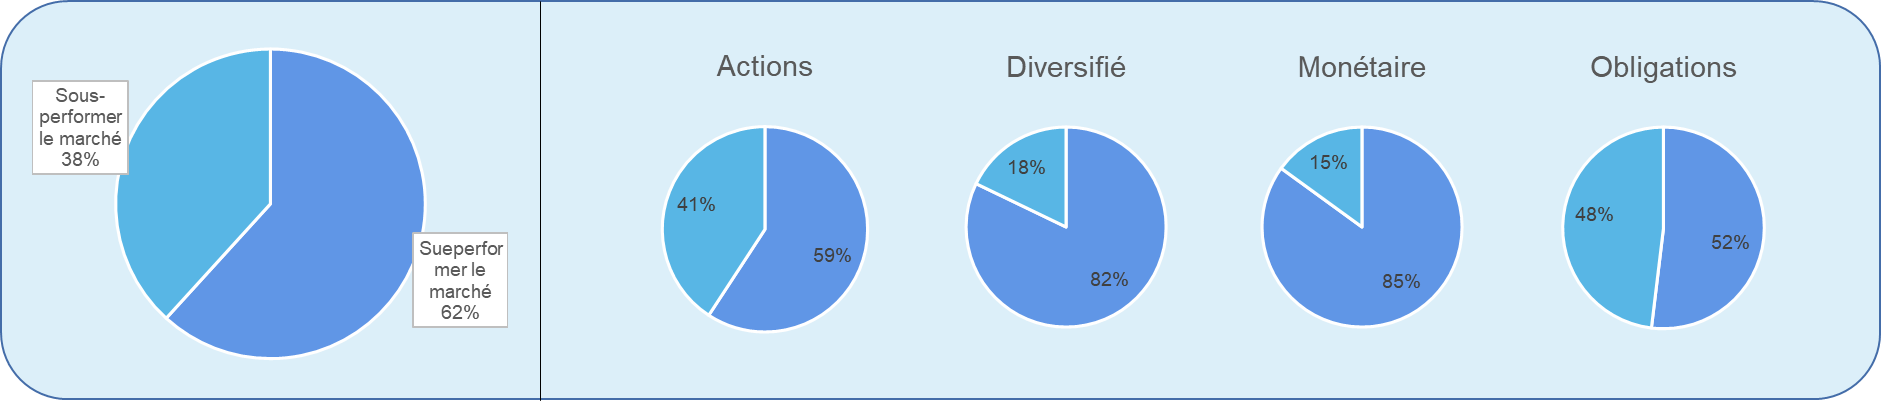 Sous-
performer
le marché
38%
Sueperfor
mer le
marché
62%
Actions
41%
59%
Diversifié
18%
82%
Monétaire
15%
85%
Obligations
48%
52%